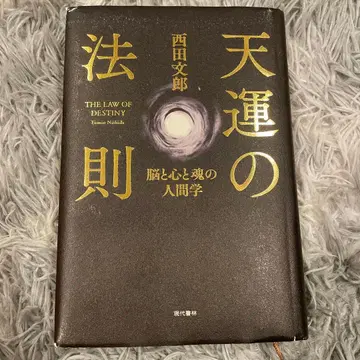 天運の
法則
西田文郎
THE LAW OF
DESTINY
Fumio Nishida
脳と心と魂の
人間学
現代書林